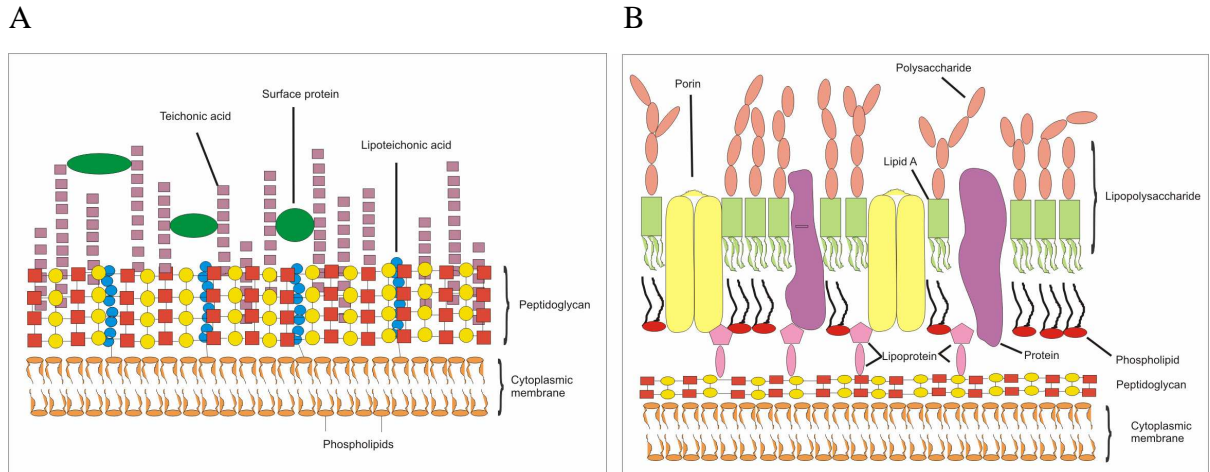 A
B
Surface protein
Teichonic acid
Lipoteichonic acid
Peptidoglycan
Cytoplasmic
membrane
Phospholipids
Polysaccharide
Porin
Lipid A
Lipopolysaccharide
Lipoprotein
Protein
Phospholipid
Peptidoglycan
Cytoplasmic
membrane